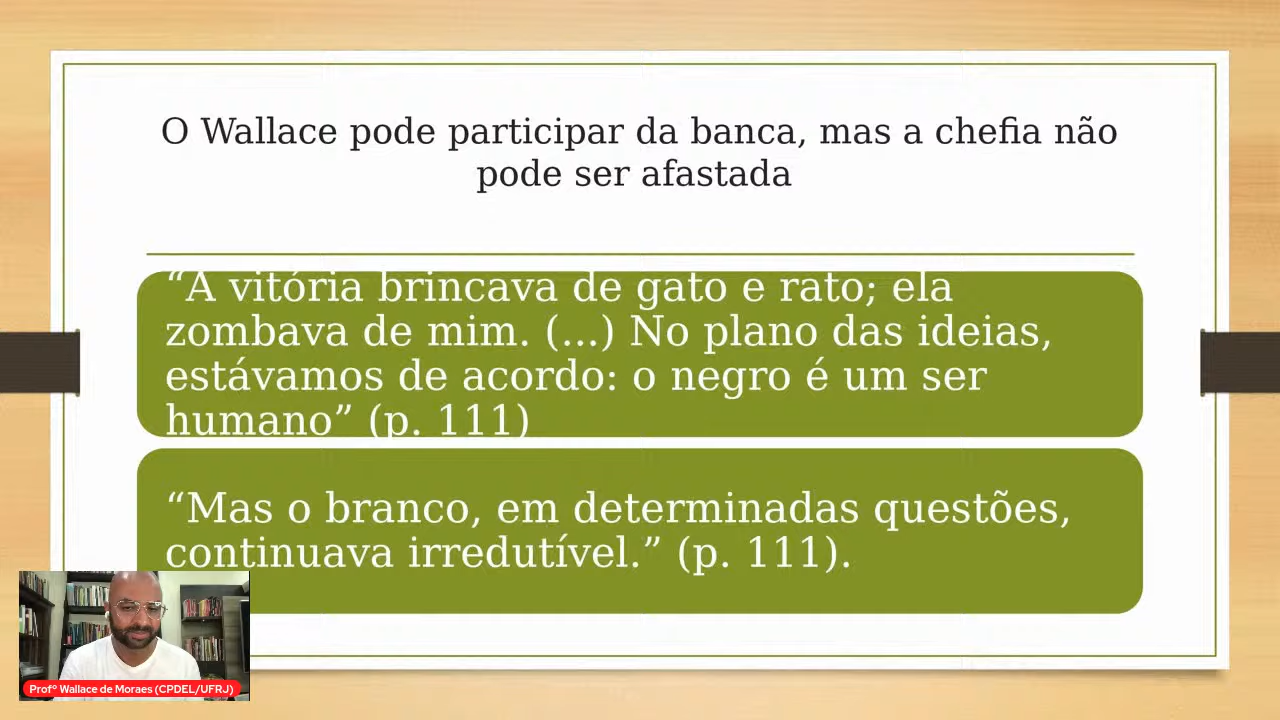 O Wallace pode participar da banca, mas a chefia não
pode ser afastada
“A vitória brincava de gato e rato; ela
zombava de mim. (...) No plano das ideias,
estávamos de acordo: o negro é um ser
humano” (p. 111)
“Mas o branco, em determinadas questões,
continuava irredutível.” (p. 111).
Profº Wallace de Moraes (CPDEL/UFRJ)